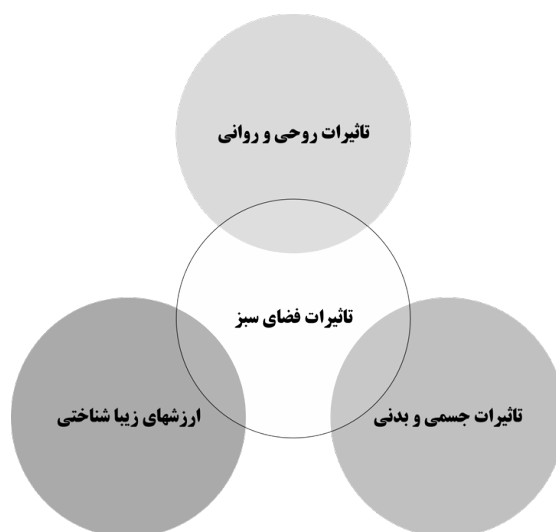 تاثیرات روحی و روانی
تاثیرات فضای سبز
تاثیرات جسمی و بدنی
ارزشهای زیبا شناختی